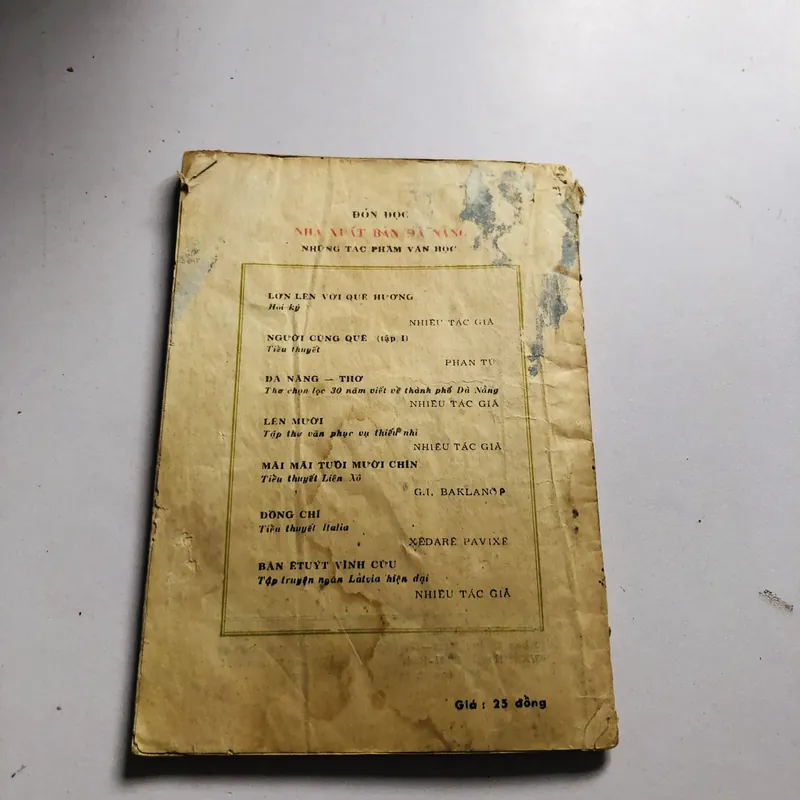 ĐÓN ĐỌC
NHÀ XUẤT BẢN ĐÀ NẴNG
NHỮNG TÁC PHẨM VĂN HỌC
LỚN LÊN VỚI QUÊ HƯƠNG
Hồi ký
NHIỀU TÁC GIẢ
NGƯỜI CÙNG QUÊ (tập I)
Tiểu thuyết
PHAN TỨ
ĐÀ NẴNG — THƠ
Thơ chọn lọc 30 năm viết về thành phố Đà Nẵng
NHIỀU TÁC GIẢ
LÊN MƯỜI
Tập thơ văn phục vụ thiếu nhi
NHIỀU TÁC GIẢ
MÃI MÃI TUỔI MƯỜI CHÍN
Tiểu thuyết Liên Xô
G.I. BAKLANỐP
ĐỒNG CHÍ
Tiểu thuyết Italia
XÊDARÊ PAVIXÊ
BẢN ÊTUÝT VĨNH CỬU
Tập truyện ngắn Látvia hiện đại
NHIỀU TÁC GIẢ
Giá : 25 đồng